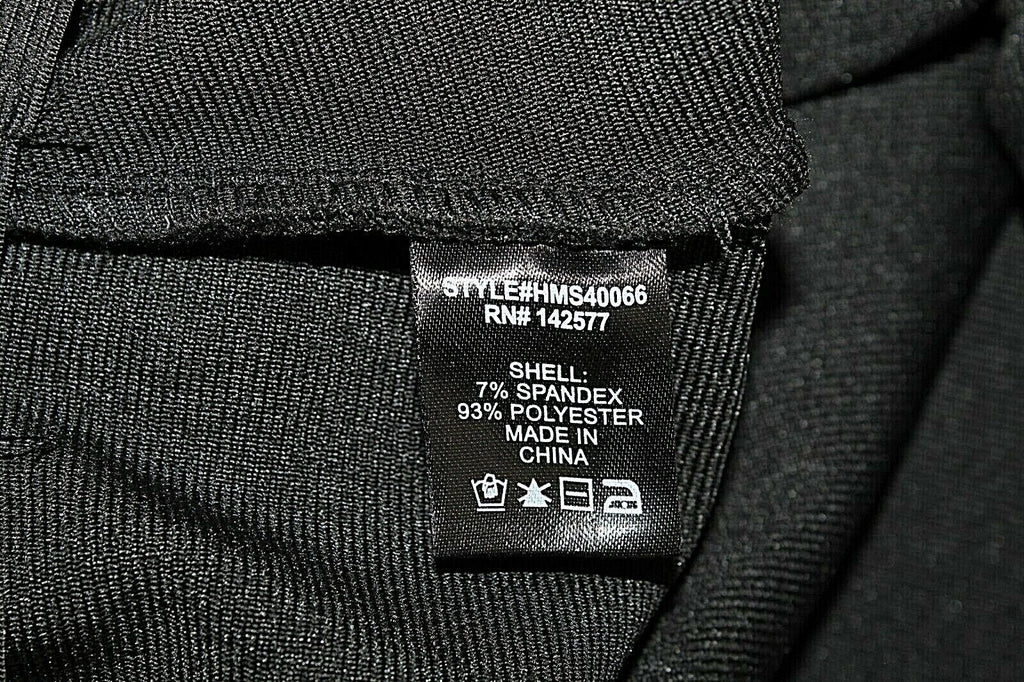 STYLE#HMS40066
RN# 142577
SHELL:
7% SPANDEX
93% POLYESTER
MADE IN
CHINA